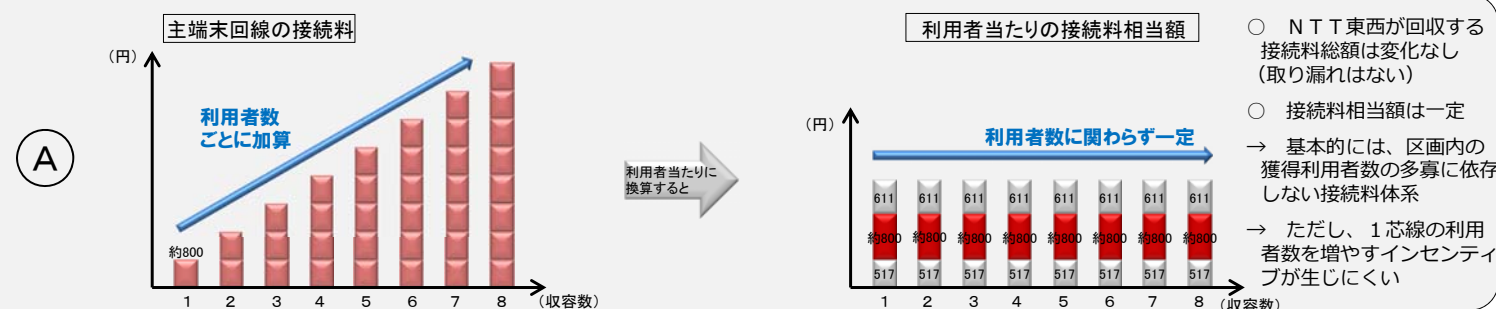 A
主端末回線の接続料
(円)
利用者数
ごとに加算
約800
1 2 3 4 5 6 7 8 (収容数)
利用者当たりに
換算すると
利用者当たりの接続料相当額
(円)
利用者数に関わらず一定
611 611 611 611 611 611 611 611
約800 約800 約800 約800 約800 約800 約800 約800
517 517 517 517 517 517 517 517
1 2 3 4 5 6 7 8 (収容数)
○ NTT東西が回収する
接続料総額は変化なし
(取り漏れはない)
○ 接続料相当額は一定
→ 基本的には、区画内の
獲得利用者数の多寡に依存
しない接続料体系
→ ただし、1芯線の利用
者数を増やすインセンティ
ブが生じにくい